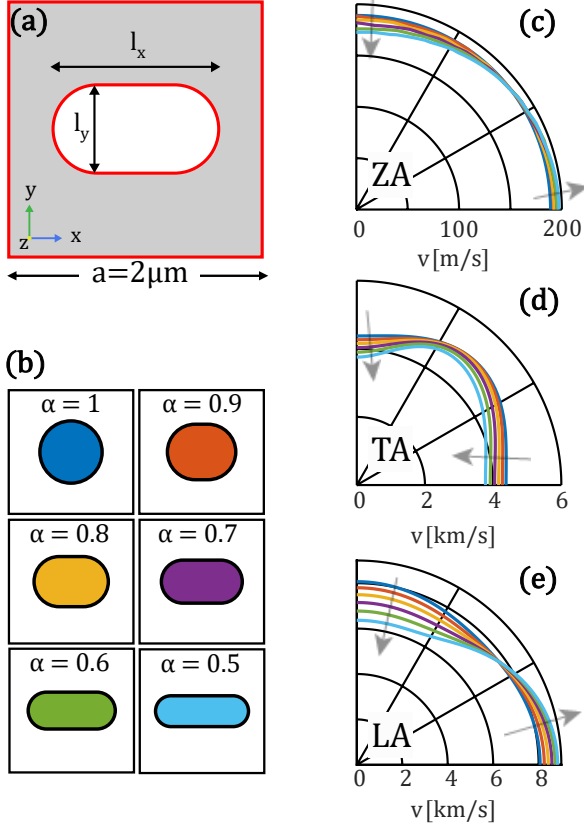 (a)
l_x
l_y
y
z
x
a=2μm
(b)
α = 1
α = 0.9
α = 0.8
α = 0.7
α = 0.6
α = 0.5
(c)
ZA
0
100
200
v[m/s]
(d)
TA
0
2
4
6
v[km/s]
(e)
LA
0
2
4
6
8
v[km/s]